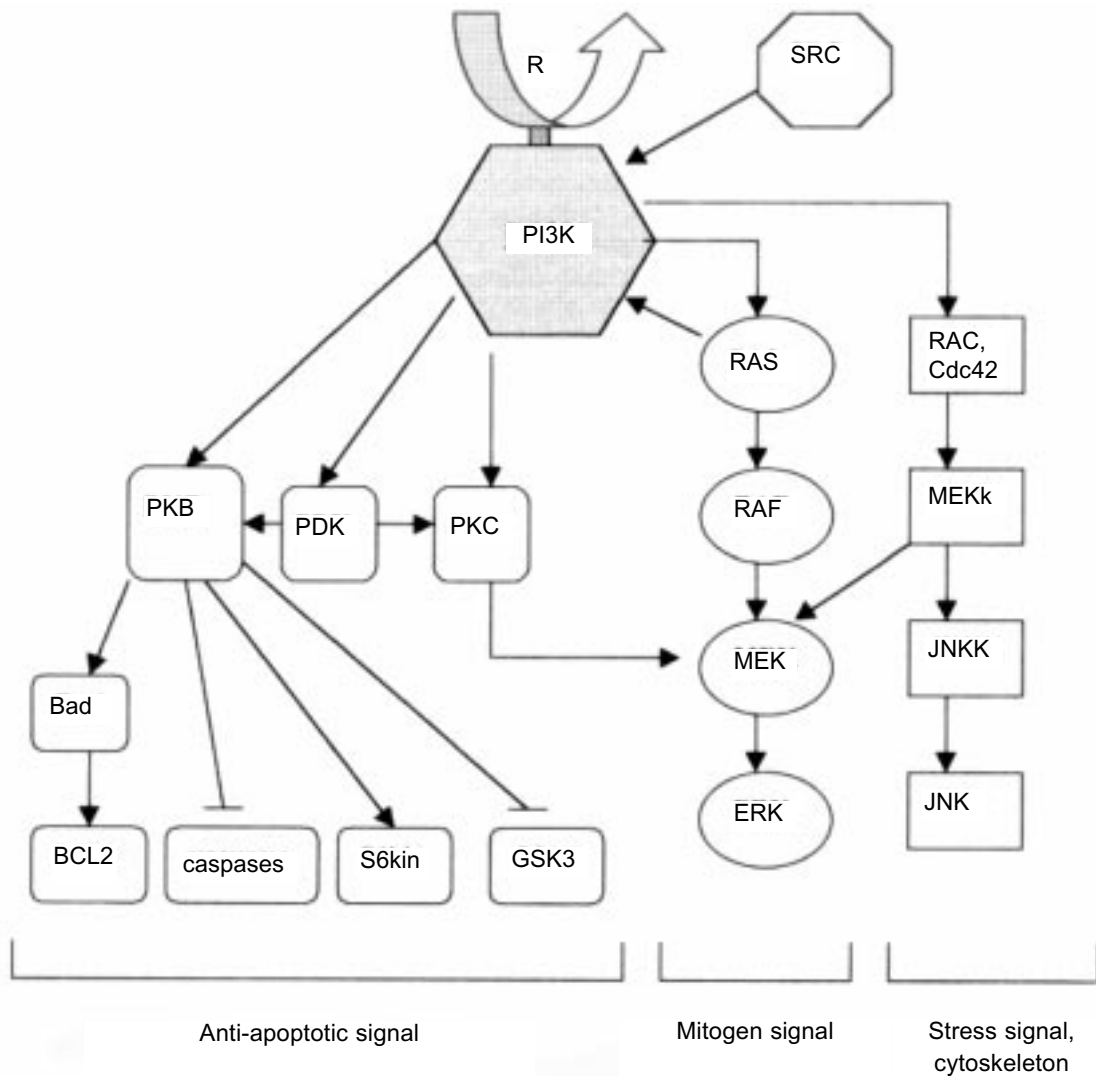 R
SRC
PI3K
RAS
RAC,
Cdc42
PKB
PDK
PKC
RAF
MEKk
Bad
MEK
JNKK
BCL2
caspases
S6kin
GSK3
ERK
JNK
Anti-apoptotic signal
Mitogen signal
Stress signal,
cytoskeleton